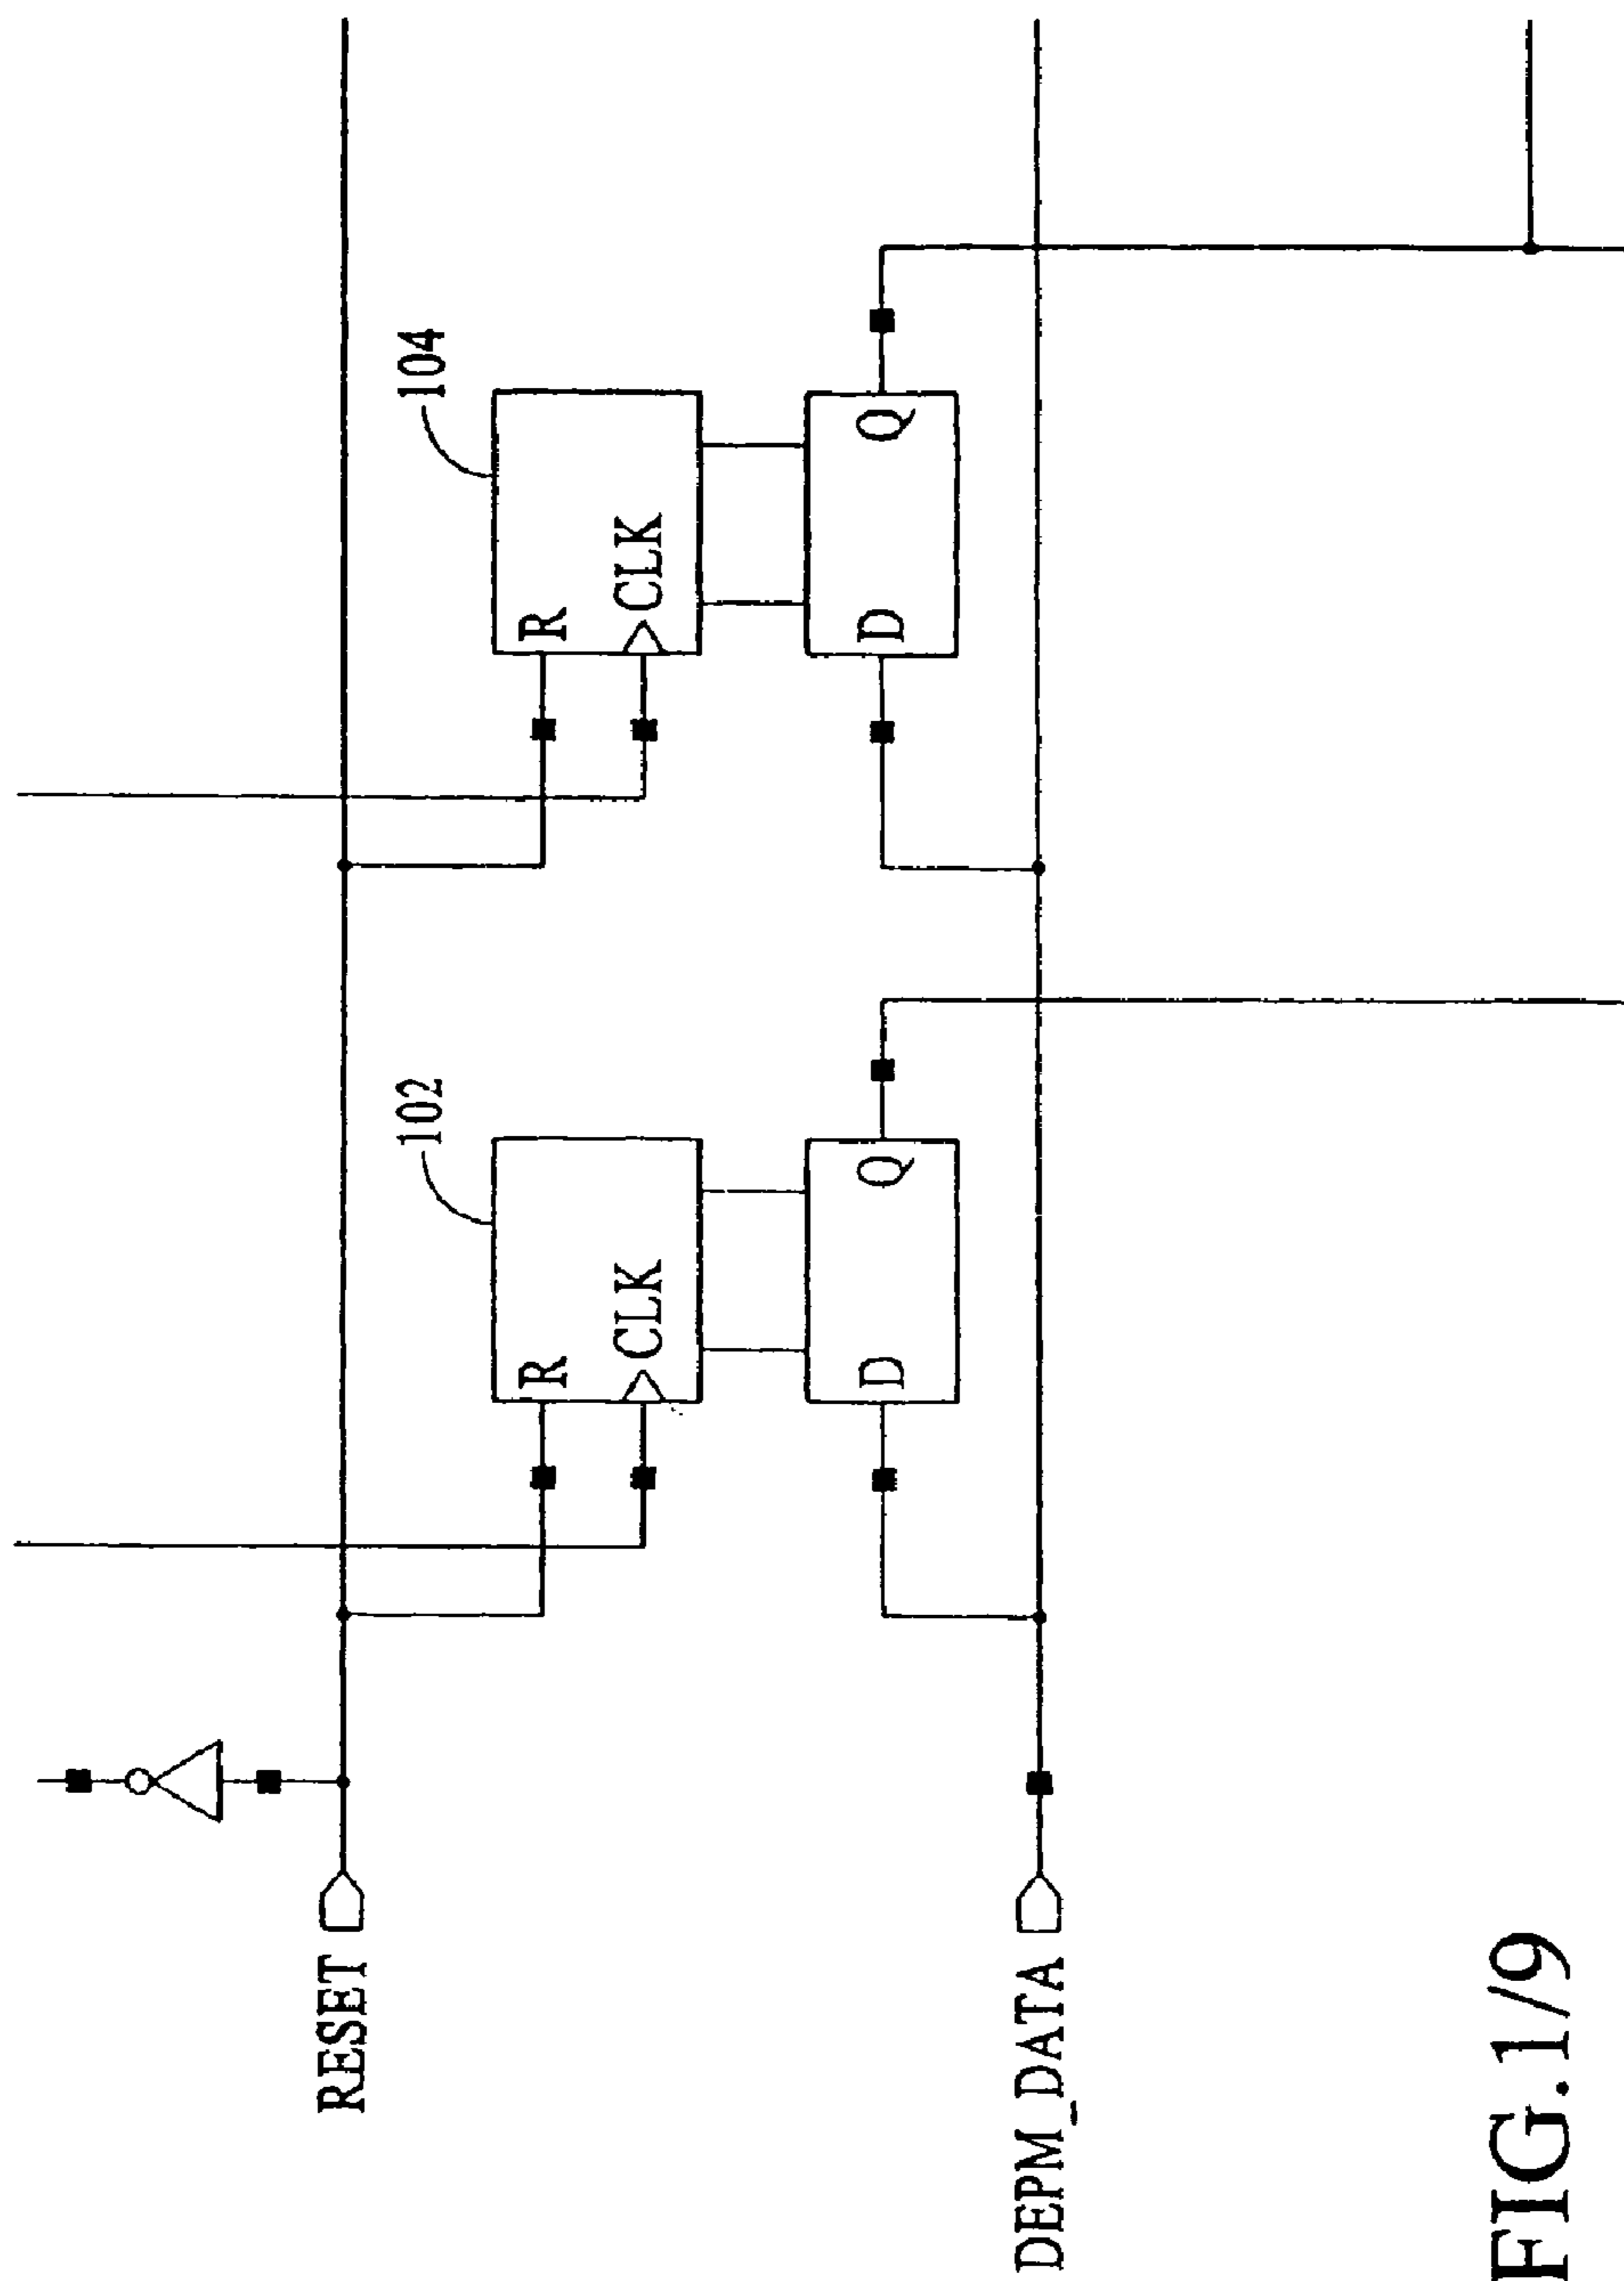 RESET
102
R
CLK
D
Q
104
R
CLK
D
Q
DEPM_DATA
FIG.1/9